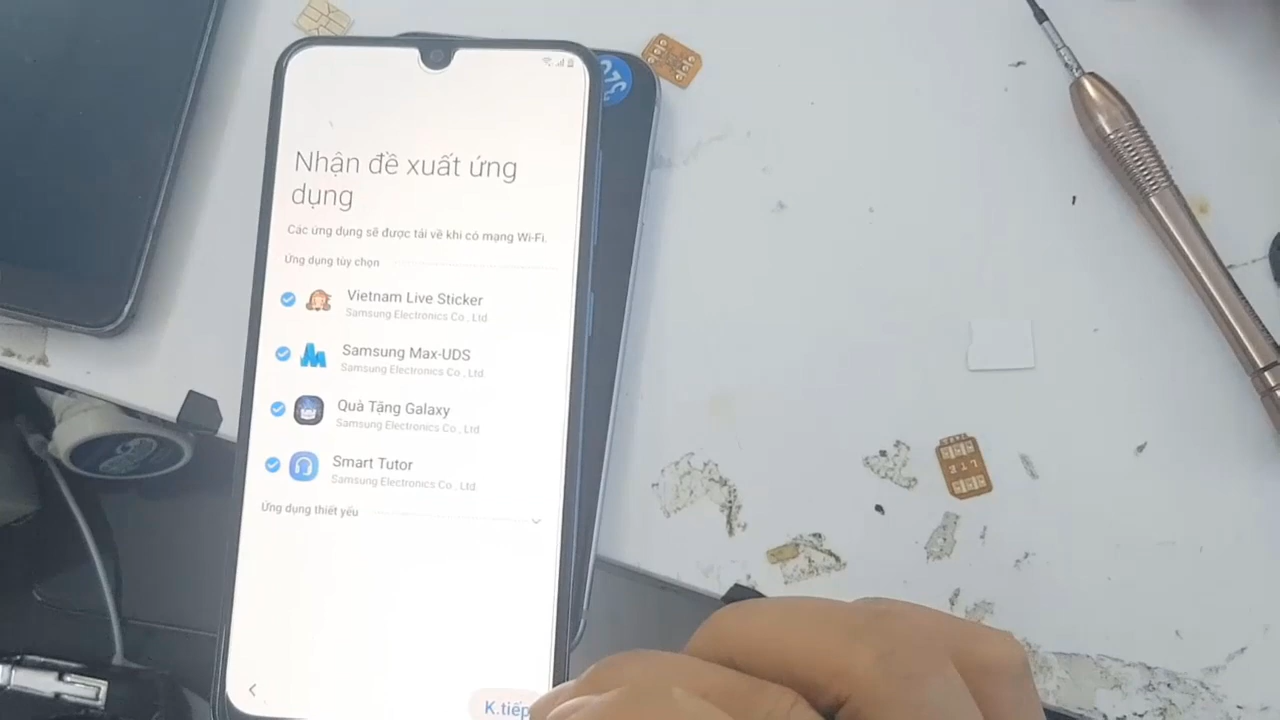 Nhận đề xuất ứng
dụng
Các ứng dụng sẽ được tải về khi có mạng Wi-Fi.
Ứng dụng tùy chọn
Vietnam Live Sticker
Samsung Electronics Co., Ltd
Samsung Max-UDS
Samsung Electronics Co., Ltd
Quà Tặng Galaxy
Samsung Electronics Co., Ltd
Smart Tutor
Samsung Electronics Co., Ltd
Ứng dụng thiết yếu
K.tiếp
LTE